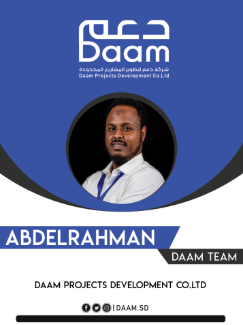 دعم
Daam
شركة دعم لتطوير المشاريع المحدودة
Daam Projects Development Co.Ltd
ABDELRAHMAN
DAAM TEAM
DAAM PROJECTS DEVELOPMENT CO.LTD
| DAAM.SD